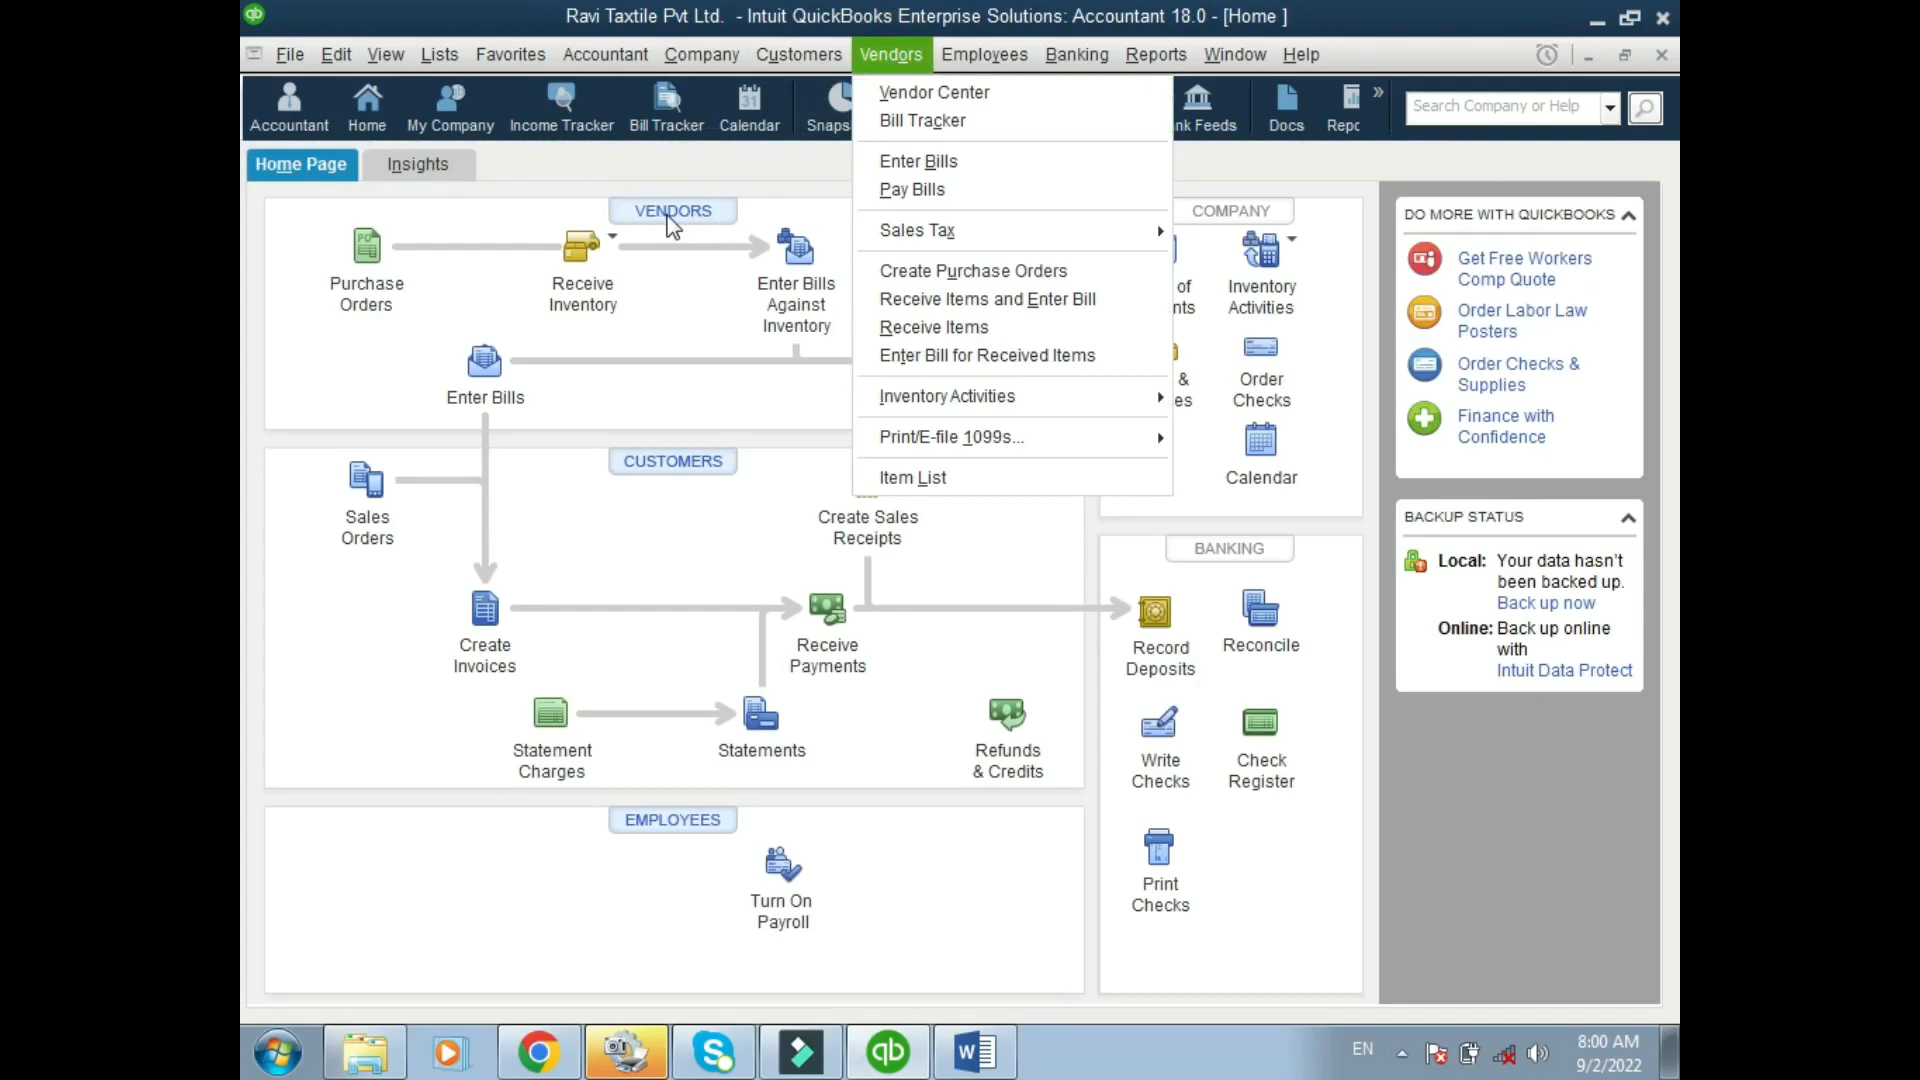 Ravi Taxtile Pvt Ltd. - Intuit QuickBooks Enterprise Solutions: Accountant 18.0 - [Home ]
File Edit View Lists Favorites Accountant Company Customers Vendors Employees Banking Reports Window Help
Accountant
Home
My Company
Income Tracker
Bill Tracker
31
Calendar
Snaps
nk Feeds
Docs
Repo
Search Company or Help
Home Page
Insights
Vendor Center
Bill Tracker
Enter Bills
Pay Bills
Sales Tax
Create Purchase Orders
Receive Items and Enter Bill
Receive Items
Enter Bill for Received Items
Inventory Activities
Print/E-file 1099s...
Item List
VENDORS
PO
Purchase
Orders
Receive
Inventory
Enter Bills
Against
Inventory
Enter Bills
CUSTOMERS
Sales
Orders
Create Sales
Receipts
Create
Invoices
Receive
Payments
Statement
Charges
Statements
Refunds
& Credits
EMPLOYEES
Turn On
Payroll
COMPANY
of
nts
Inventory
Activities
&
es
Order
Checks
Calendar
BANKING
Record
Deposits
Reconcile
Write
Checks
Check
Register
Print
Checks
DO MORE WITH QUICKBOOKS
Get Free Workers
Comp Quote
Order Labor Law
Posters
Order Checks &
Supplies
Finance with
Confidence
BACKUP STATUS
Local: Your data hasn't
been backed up.
Back up now
Online: Back up online
with
Intuit Data Protect
EN
8:00 AM
9/2/2022